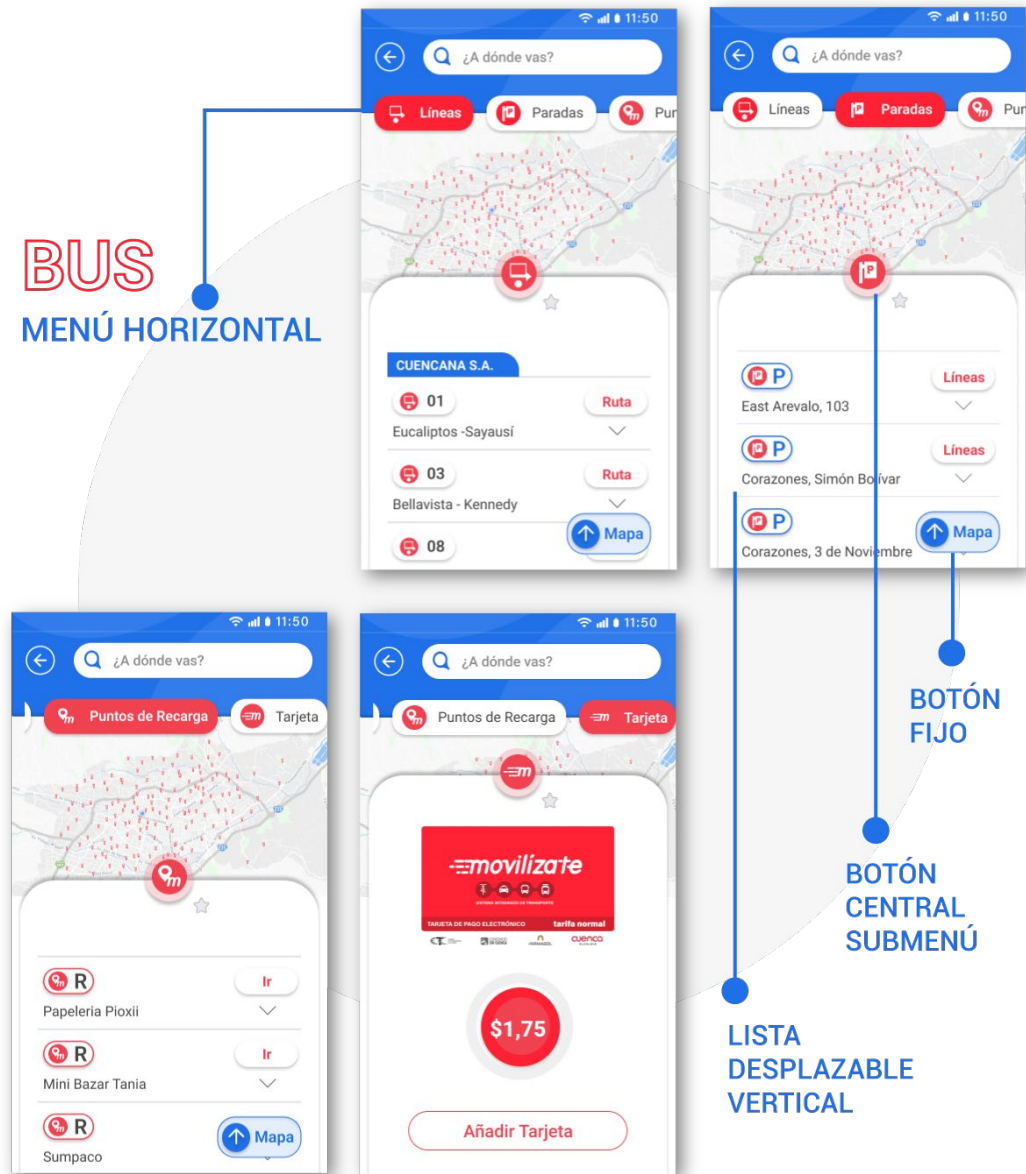 11:50
¿A dónde vas?
Líneas
Paradas
Pun
CUENCANA S.A.
01
Ruta
Eucaliptos -Sayausí
03
Ruta
Bellavista - Kennedy
08
Mapa
11:50
¿A dónde vas?
Líneas
P
Paradas
Pun
P
P P
Líneas
East Arevalo, 103
P P
Líneas
Corazones, Simón Bolívar
P P
Mapa
Corazones, 3 de Noviembre
BUS
MENÚ HORIZONTAL
11:50
¿A dónde vas?
m Puntos de Recarga
m Tarjeta
m
m R
Ir
Papeleria Pioxii
m R
Ir
Mini Bazar Tania
m R
Mapa
Sumpaco
11:50
¿A dónde vas?
m Puntos de Recarga
m Tarjeta
m
movilízate
SISTEMA INTEGRADO DE TRANSPORTE
TARJETA DE PAGO ELECTRÓNICO tarifa normal
cuenca
$1,75
Añadir Tarjeta
BOTÓN
FIJO
BOTÓN
CENTRAL
SUBMENÚ
LISTA
DESPLAZABLE
VERTICAL